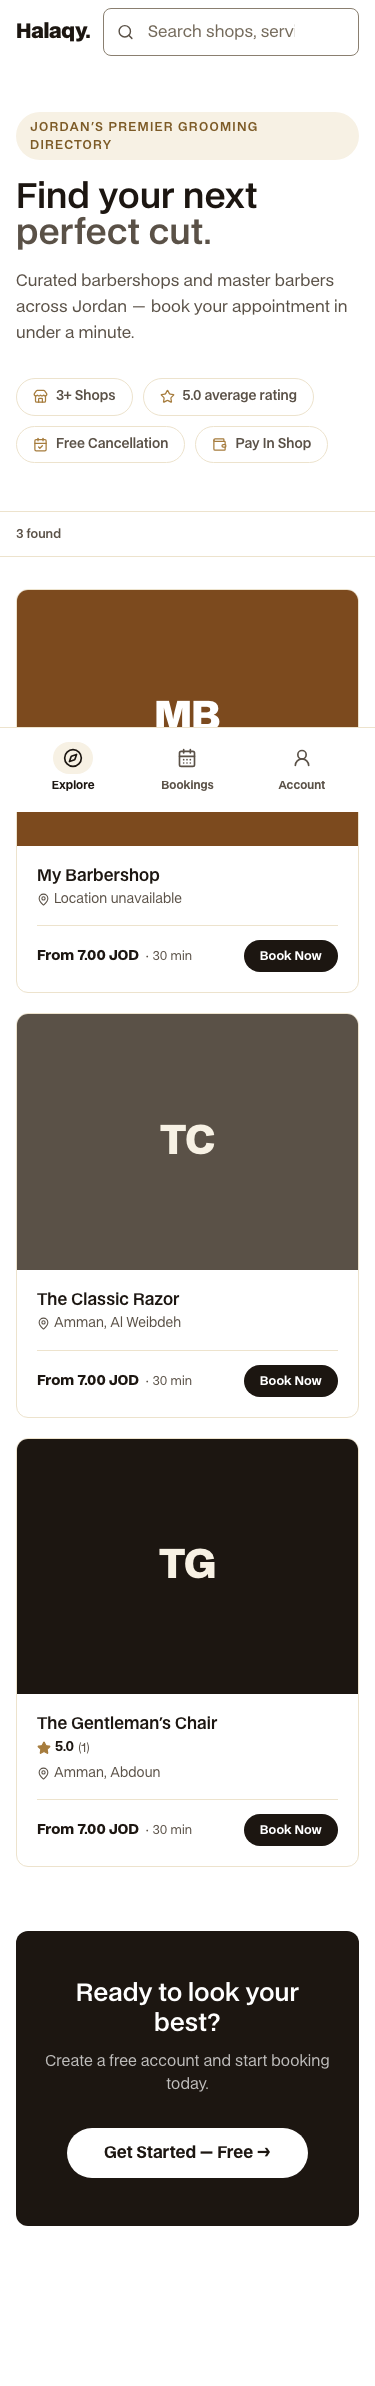 Halaqy.
Search shops, servi
JORDAN'S PREMIER GROOMING
DIRECTORY
Find your next
perfect cut.
Curated barbershops and master barbers
across Jordan — book your appointment in
under a minute.
3+ Shops
5.0 average rating
Free Cancellation
Pay In Shop
3 found
MB
Explore
Bookings
Account
My Barbershop
Location unavailable
From 7.00 JOD · 30 min
Book Now
TC
The Classic Razor
Amman, Al Weibdeh
From 7.00 JOD · 30 min
Book Now
TG
The Gentleman's Chair
5.0 (1)
Amman, Abdoun
From 7.00 JOD · 30 min
Book Now
Ready to look your
best?
Create a free account and start booking
today.
Get Started — Free →